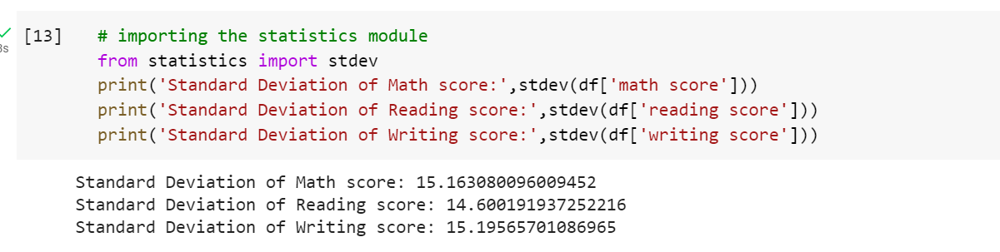 [13] # importing the statistics module
from statistics import stdev
print('Standard Deviation of Math score:',stdev(df['math score']))
print('Standard Deviation of Reading score:',stdev(df['reading score']))
print('Standard Deviation of Writing score:',stdev(df['writing score']))
Standard Deviation of Math score: 15.163080096009452
Standard Deviation of Reading score: 14.600191937252216
Standard Deviation of Writing score: 15.19565701086965